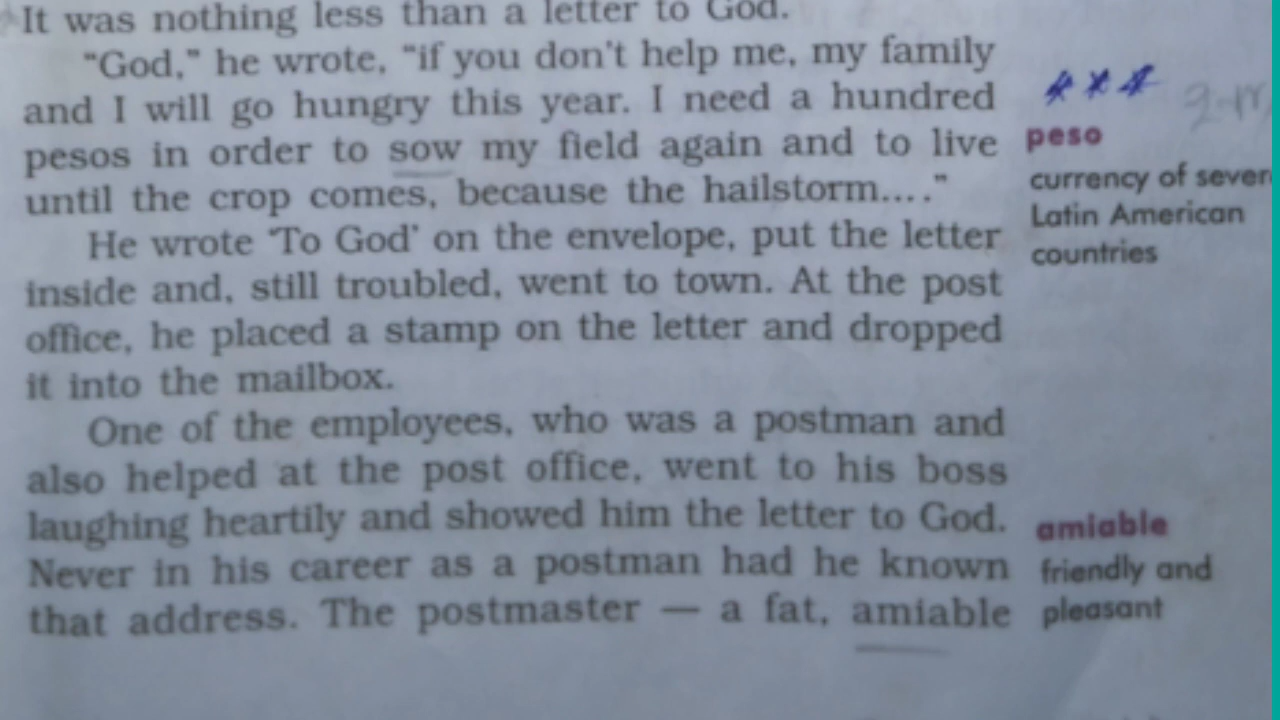 It was nothing less than a letter to God.
"God," he wrote, "if you don't help me, my family
and I will go hungry this year. I need a hundred
pesos in order to sow my field again and to live
until the crop comes, because the hailstorm...."
He wrote 'To God' on the envelope, put the letter
inside and, still troubled, went to town. At the post
office, he placed a stamp on the letter and dropped
it into the mailbox.
One of the employees, who was a postman and
also helped at the post office, went to his boss
laughing heartily and showed him the letter to God.
Never in his career as a postman had he known
that address. The postmaster — a fat, amiable
peso
currency of sever
Latin American
countries
amiable
friendly and
pleasant